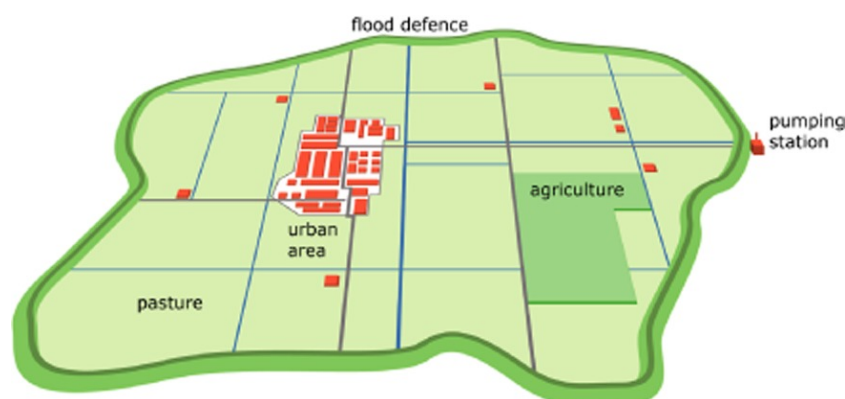 flood defence
pumping
station
agriculture
urban
area
pasture